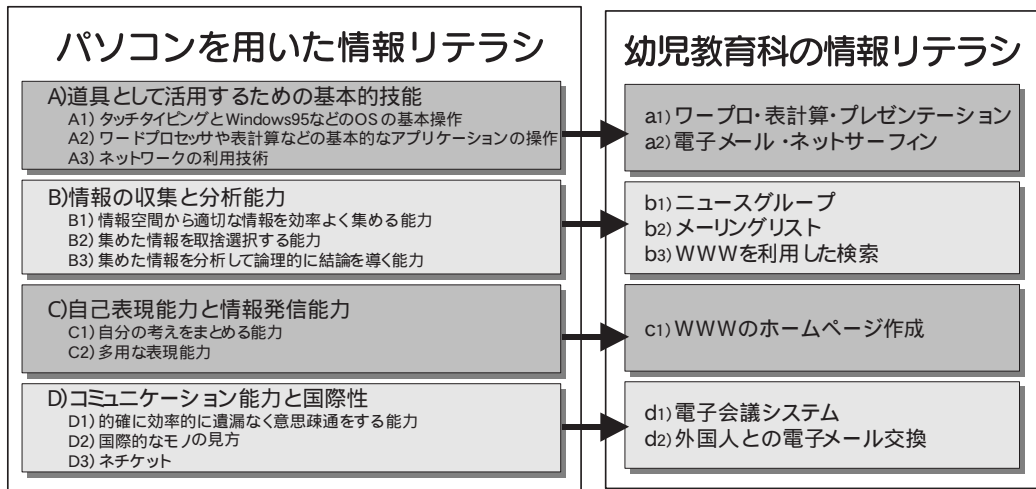 パソコンを用いた情報リテラシ
A)道具として活用するための基本的技能
A1) タッチタイピングとWindows95などのOSの基本操作
A2) ワードプロセッサや表計算などの基本的なアプリケーションの操作
A3) ネットワークの利用技術
B)情報の収集と分析能力
B1) 情報空間から適切な情報を効率よく集める能力
B2) 集めた情報を取捨選択する能力
B3) 集めた情報を分析して論理的に結論を導く能力
C)自己表現能力と情報発信能力
C1) 自分の考えをまとめる能力
C2) 多用な表現能力
D)コミュニケーション能力と国際性
D1) 的確に効率的に遺漏なく意思疎通をする能力
D2) 国際的なモノの見方
D3) ネチケット
幼児教育科の情報リテラシ
a1) ワープロ・表計算・プレゼンテーション
a2) 電子メール・ネットサーフィン
b1) ニュースグループ
b2) メーリングリスト
b3) WWWを利用した検索
c1) WWWのホームページ作成
d1) 電子会議システム
d2) 外国人との電子メール交換